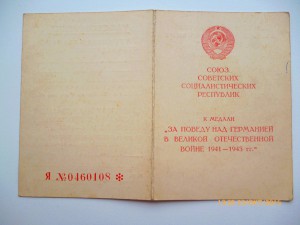 СОЮЗ
СОВЕТСКИХ
СОЦИАЛИСТИЧЕСКИХ
РЕСПУБЛИК
К МЕДАЛИ
„ЗА ПОБЕДУ НАД ГЕРМАНИЕЙ
В ВЕЛИКОЙ ОТЕЧЕСТВЕННОЙ
ВОЙНЕ 1941—1945 гг.“
Я №0460108 *